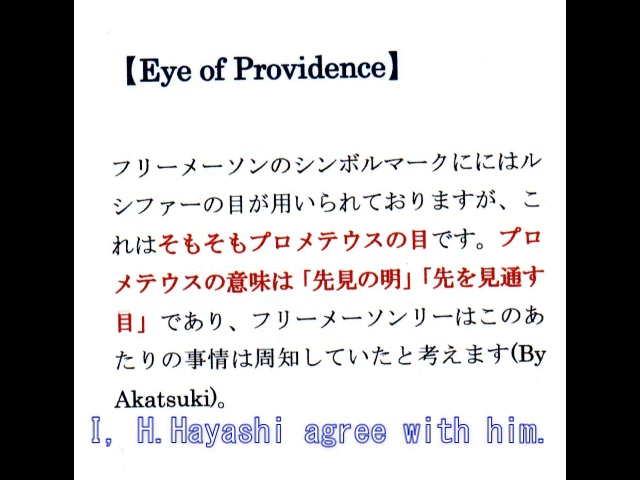 【Eye of Providence】
フリーメーソンのシンボルマークににはル
シファーの目が用いられておりますが、こ
れはそもそもプロメテウスの目です。プロ
メテウスの意味は「先見の明」「先を見通す
目」であり、フリーメーソンリーはこのあ
たりの事情は周知していたと考えます(By
Akatsuki)。
I, H.Hayashi agree with him.